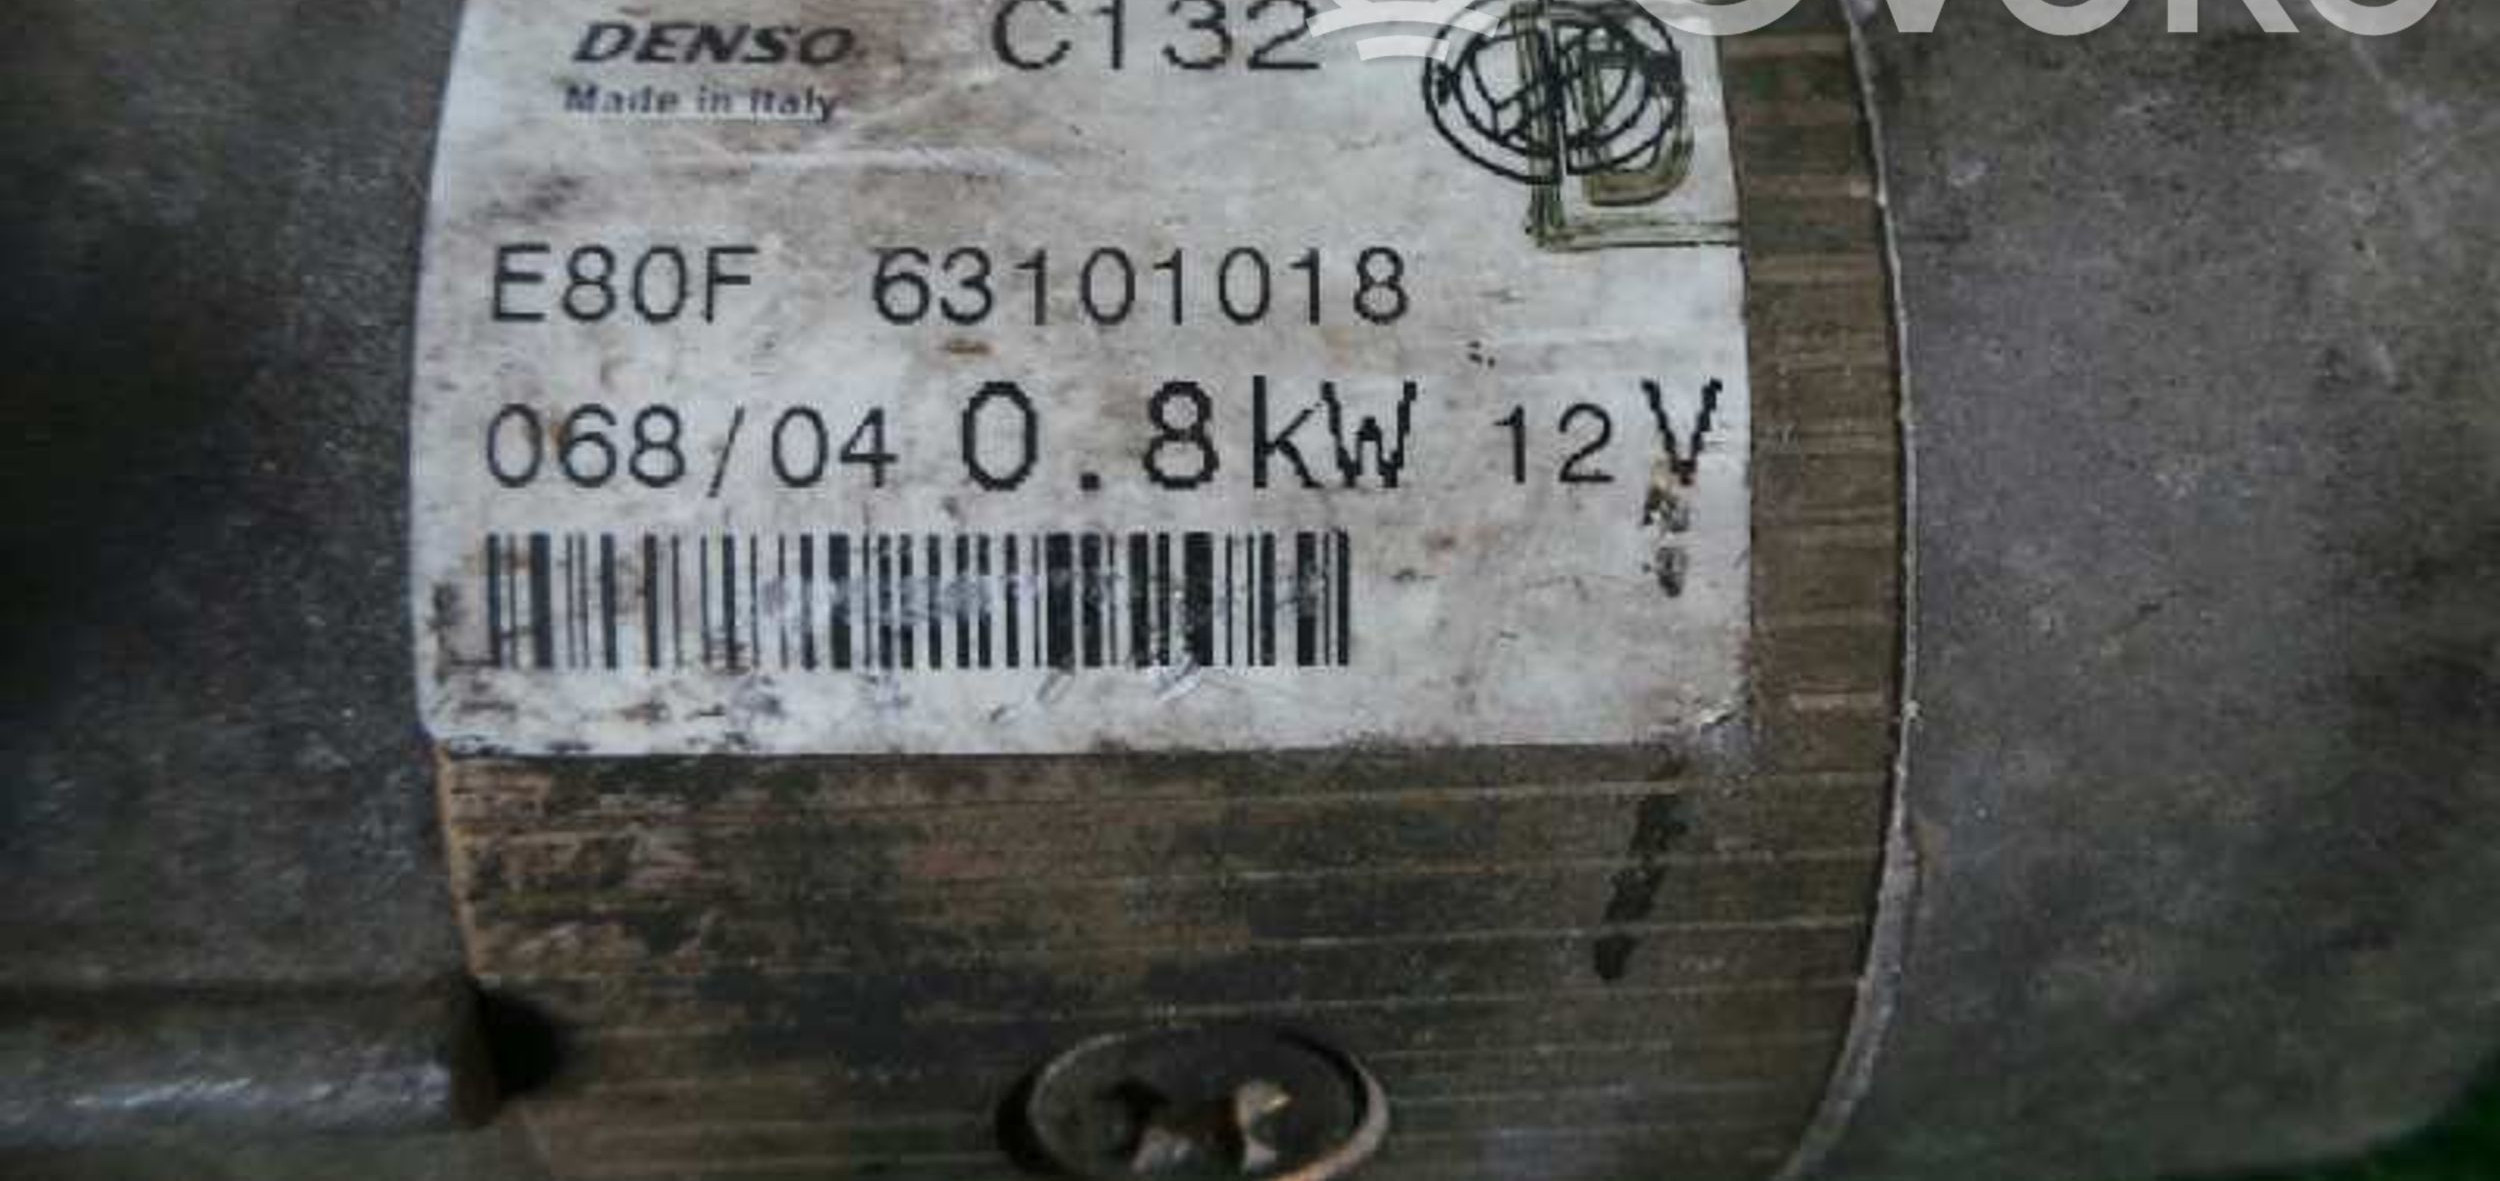 DENSO C132
Made in Italy
E80F 63101018
068/04 0.8kW 12V